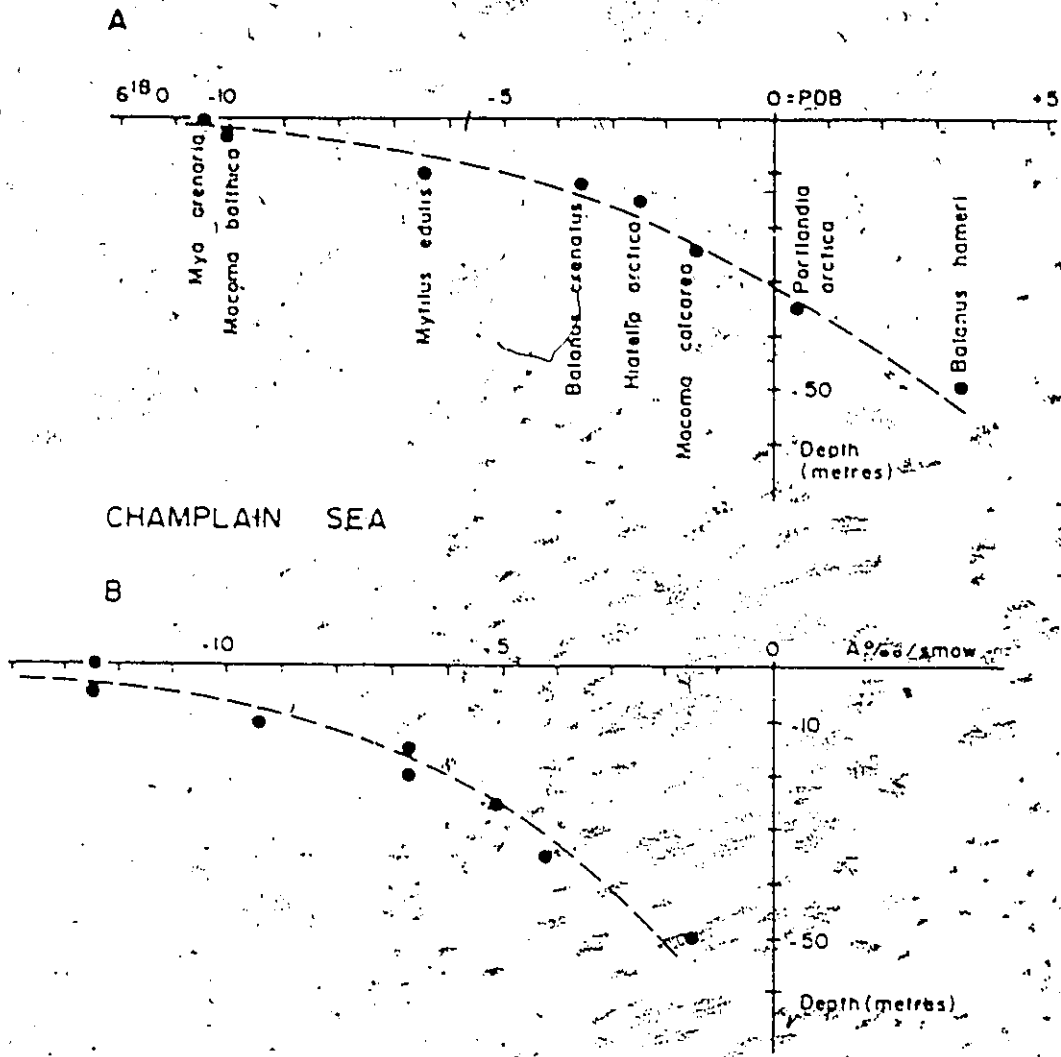 A
δ18O -10 -5 0=PDB +5
Mya arenaria
Macoma balthica
Mytilus edulis
Balanus crenatus
Hiatella arctica
Macoma calcarea
Portlandia
arctica
Balanus hameri
-50
Depth
(metres)
CHAMPLAIN SEA
B
-10 -5 0 A‰/smow
-10
-50
Depth (metres)